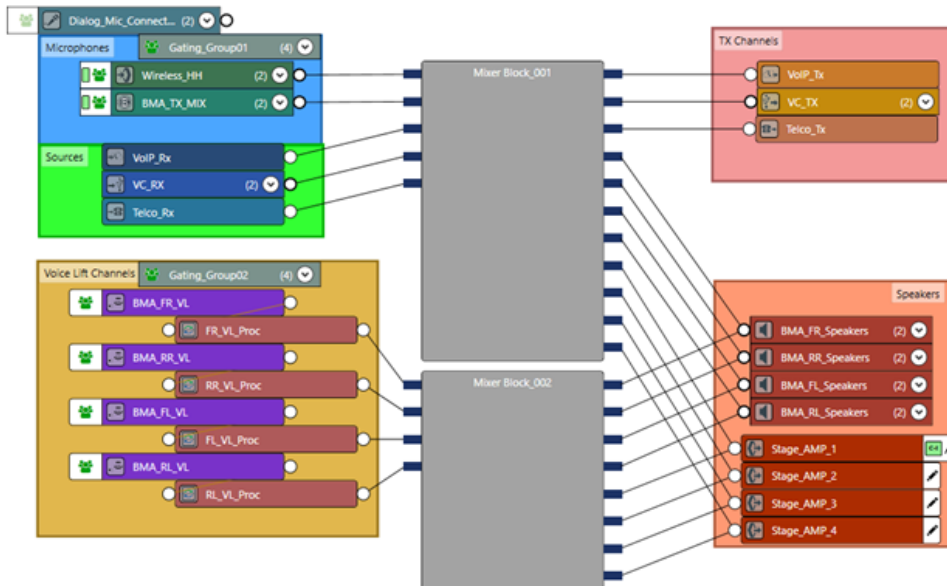 Dialog_Mic_Connect... (2)
Microphones
Gating_Group01 (4)
Wireless_HH (2)
BMA_TX_MIX (2)
Sources
VoIP_Rx
VC_RX (2)
Telco_Rx
Mixer Block_001
TX Channels
VoIP_Tx
VC_TX (2)
Telco_Tx
Voice Lift Channels
Gating_Group02 (4)
BMA_FR_VL
FR_VL_Proc
BMA_RR_VL
RR_VL_Proc
BMA_FL_VL
FL_VL_Proc
BMA_RL_VL
RL_VL_Proc
Mixer Block_002
Speakers
BMA_FR_Speakers (2)
BMA_RR_Speakers (2)
BMA_FL_Speakers (2)
BMA_RL_Speakers (2)
Stage_AMP_1
Stage_AMP_2
Stage_AMP_3
Stage_AMP_4